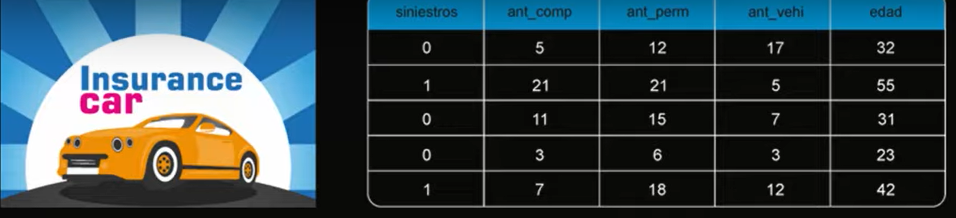 Insurance
car
siniestros ant_comp ant_perm ant_vehi edad
0 5 12 17 32
1 21 21 5 55
0 11 15 7 31
0 3 6 3 23
1 7 18 12 42